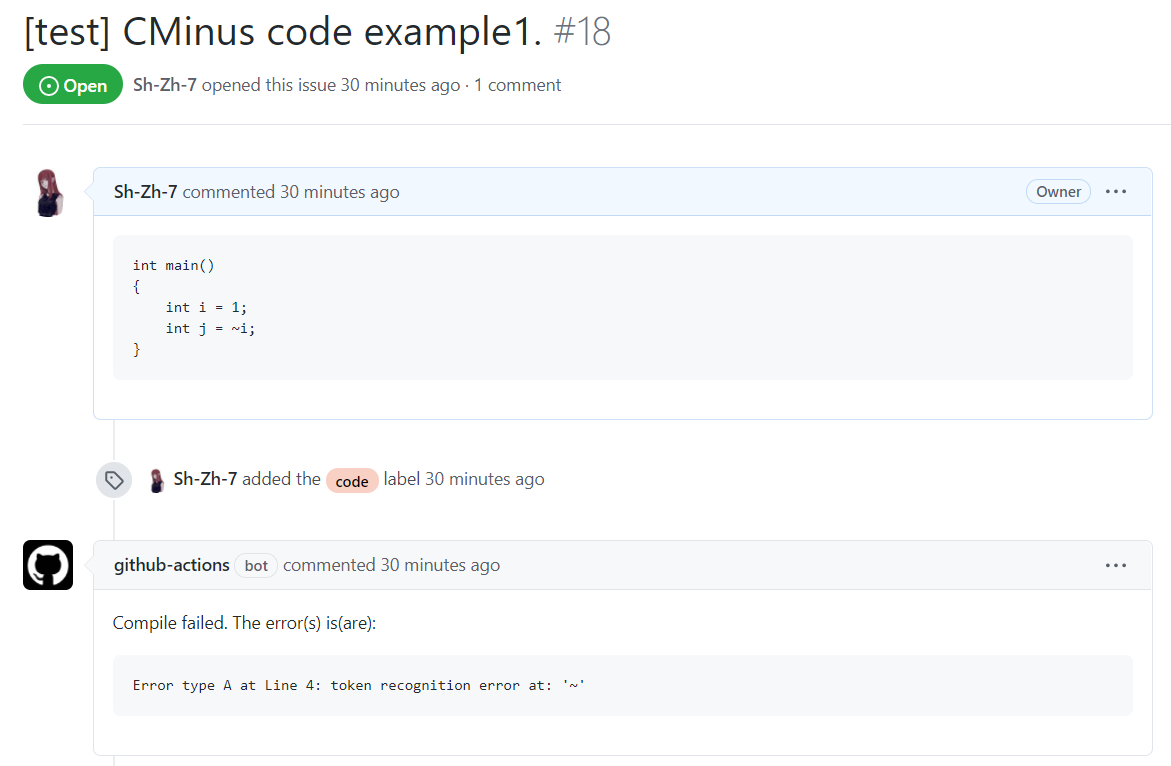 [test] CMinus code example1. #18
Open Sh-Zh-7 opened this issue 30 minutes ago · 1 comment
Sh-Zh-7 commented 30 minutes ago Owner ···
int main()
{
    int i = 1;
    int j = ~i;
}
Sh-Zh-7 added the code label 30 minutes ago
github-actions bot commented 30 minutes ago ···
Compile failed. The error(s) is(are):
Error type A at Line 4: token recognition error at: '~'